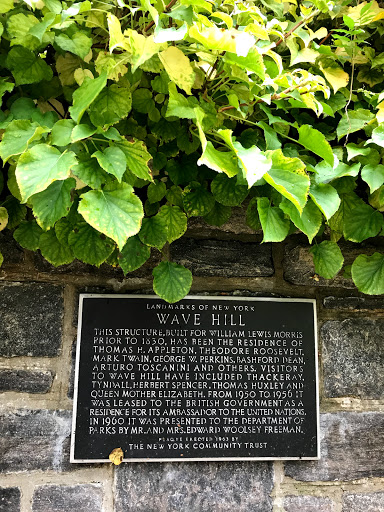 LANDMARKS OF NEW YORK
WAVE HILL
THIS STRUCTURE, BUILT FOR WILLIAM LEWIS MORRIS
PRIOR TO 1830, HAS BEEN THE RESIDENCE OF
THOMAS H. APPLETON, THEODORE ROOSEVELT,
MARK TWAIN, GEORGE W. PERKINS, BASHFORD DEAN,
ARTURO TOSCANINI AND OTHERS. VISITORS
TO WAVE HILL HAVE INCLUDED THACKERAY,
TYNDALL, HERBERT SPENCER, THOMAS HUXLEY AND
QUEEN MOTHER ELIZABETH. FROM 1950 TO 1956 IT
WAS LEASED TO THE BRITISH GOVERNMENT AS A
RESIDENCE FOR ITS AMBASSADOR TO THE UNITED NATIONS.
IN 1960 IT WAS PRESENTED TO THE DEPARTMENT OF
PARKS BY MR. AND MRS. EDWARD WOOLSEY FREEMAN.
PLAQUE ERECTED 1963 BY
THE NEW YORK COMMUNITY TRUST